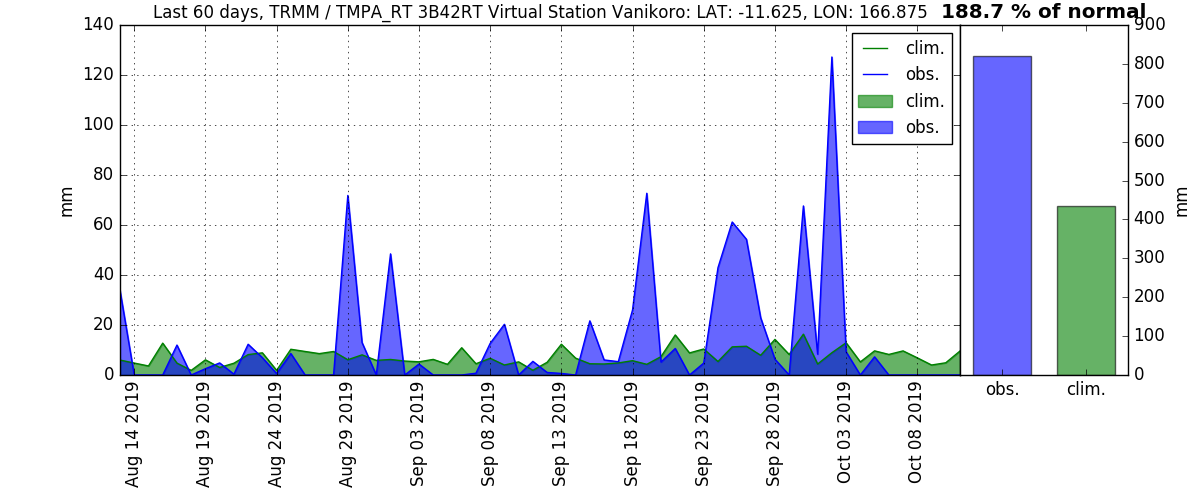 Last 60 days, TRMM / TMPA_RT 3B42RT Virtual Station Vanikoro: LAT: -11.625, LON: 166.875 188.7 % of normal
140
120
100
80
60
40
20
0
mm
clim.
obs.
clim.
obs.
900
800
700
600
500
400
300
200
100
0
mm
Aug 14 2019
Aug 19 2019
Aug 24 2019
Aug 29 2019
Sep 03 2019
Sep 08 2019
Sep 13 2019
Sep 18 2019
Sep 23 2019
Sep 28 2019
Oct 03 2019
Oct 08 2019
obs.
clim.